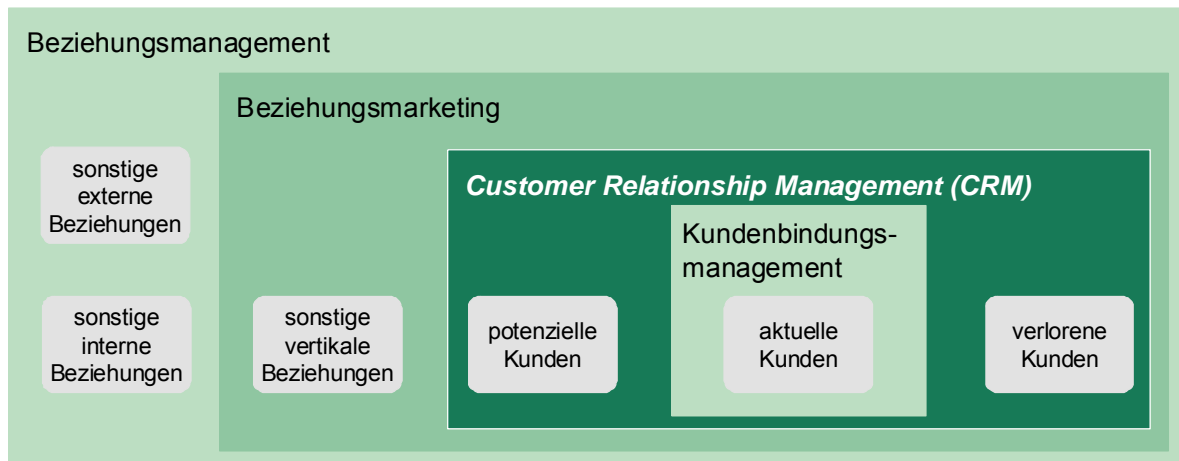 Beziehungsmanagement
Beziehungsmarketing
sonstige
externe
Beziehungen
Customer Relationship Management (CRM)
Kundenbindungs-
management
sonstige
interne
Beziehungen
sonstige
vertikale
Beziehungen
potenzielle
Kunden
aktuelle
Kunden
verlorene
Kunden